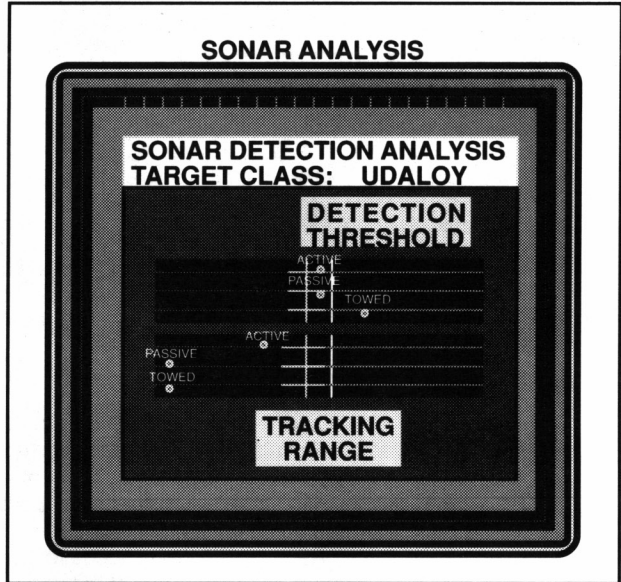 SONAR ANALYSIS
SONAR DETECTION ANALYSIS
TARGET CLASS: UDALOY
DETECTION
THRESHOLD
ACTIVE
PASSIVE
TOWED
ACTIVE
PASSIVE
TOWED
TRACKING
RANGE